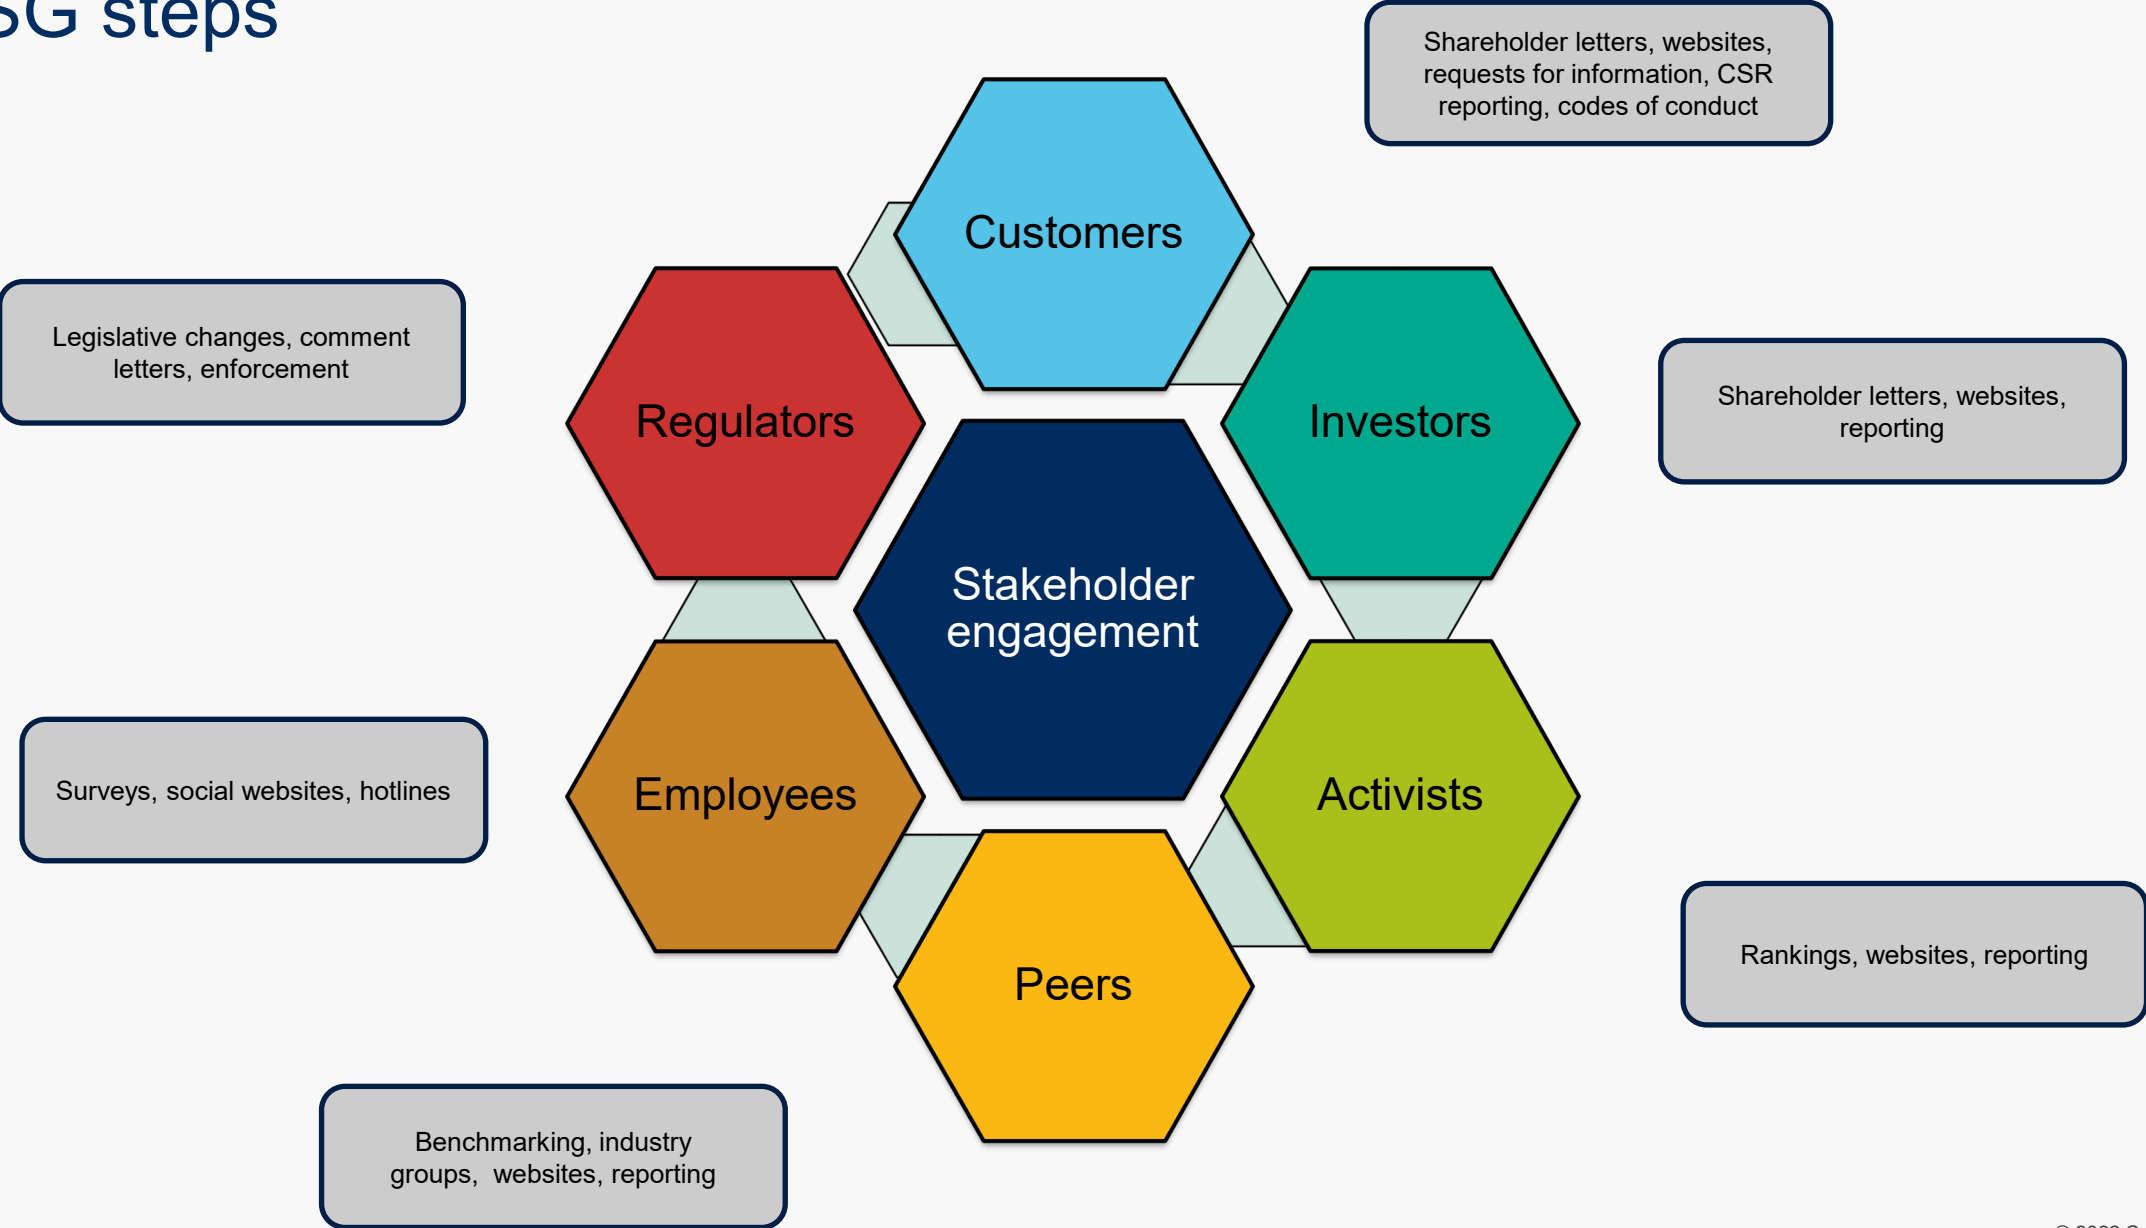 SG steps
Shareholder letters, websites,
requests for information, CSR
reporting, codes of conduct
Customers
Legislative changes, comment
letters, enforcement
Regulators
Investors
Shareholder letters, websites,
reporting
Stakeholder
engagement
Surveys, social websites, hotlines
Employees
Activists
Rankings, websites, reporting
Peers
Benchmarking, industry
groups,  websites, reporting